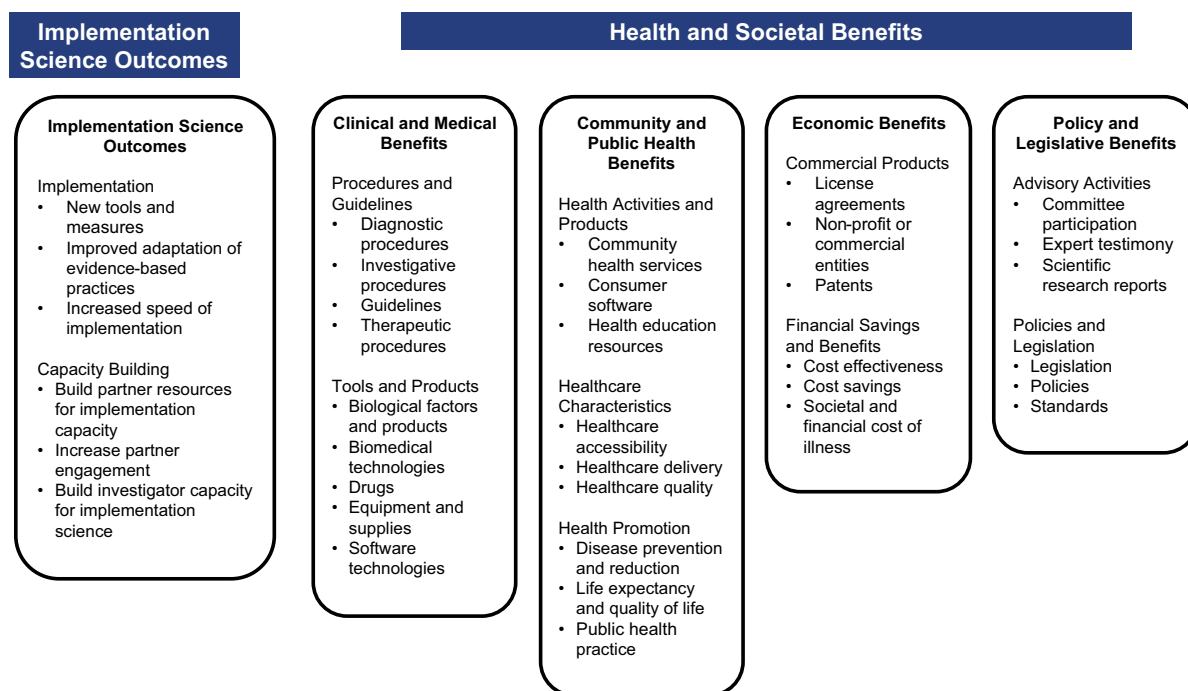 Implementation
Science Outcomes
Health and Societal Benefits
Implementation Science
Outcomes
Implementation
• New tools and
measures
• Improved adaptation of
evidence-based
practices
• Increased speed of
implementation
Capacity Building
• Build partner resources
for implementation
capacity
• Increase partner
engagement
• Build investigator capacity
for implementation
science
Clinical and Medical
Benefits
Procedures and
Guidelines
• Diagnostic
procedures
• Investigative
procedures
• Guidelines
• Therapeutic
procedures
Tools and Products
• Biological factors
and products
• Biomedical
technologies
• Drugs
• Equipment and
supplies
• Software
technologies
Community and
Public Health
Benefits
Health Activities and
Products
• Community
health services
• Consumer
software
• Health education
resources
Healthcare
Characteristics
• Healthcare
accessibility
• Healthcare delivery
• Healthcare quality
Health Promotion
• Disease prevention
and reduction
• Life expectancy
and quality of life
• Public health
practice
Economic Benefits
Commercial Products
• License
agreements
• Non-profit or
commercial
entities
• Patents
Financial Savings
and Benefits
• Cost effectiveness
• Cost savings
• Societal and
financial cost of
illness
Policy and
Legislative Benefits
Advisory Activities
• Committee
participation
• Expert testimony
• Scientific
research reports
Policies and
Legislation
• Legislation
• Policies
• Standards